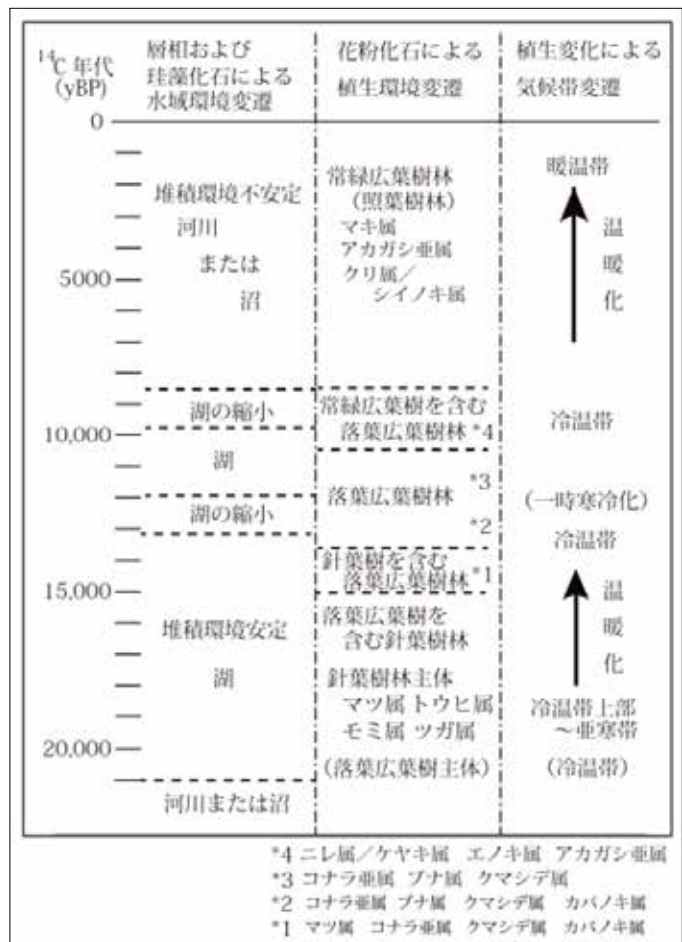 ¹⁴C 年代
(yBP)
層相および
珪藻化石による
水域環境変遷
花粉化石による
植生環境変遷
植生変化による
気候帯変遷
0
5000
10,000
15,000
20,000
堆積環境不安定
河川
または
沼
湖の縮小
湖
湖の縮小
堆積環境安定
湖
河川または沼
常緑広葉樹林
(照葉樹林)
マキ属
アカガシ亜属
クリ属/
シイノキ属
常緑広葉樹を含む
落葉広葉樹林 *4
*3
落葉広葉樹林
*2
針葉樹を含む
落葉広葉樹林 *1
落葉広葉樹を
含む針葉樹林
針葉樹林主体
マツ属 トウヒ属
モミ属 ツガ属
(落葉広葉樹主体)
暖温帯
温
暖
化
冷温帯
(一時寒冷化)
冷温帯
温
暖
化
冷温帯上部
~亜寒帯
(冷温帯)
*4 ニレ属/ケヤキ属 エノキ属 アカガシ亜属
*3 コナラ亜属 ブナ属 クマシデ属
*2 コナラ亜属 ブナ属 クマシデ属 カバノキ属
*1 マツ属 コナラ亜属 クマシデ属 カバノキ属